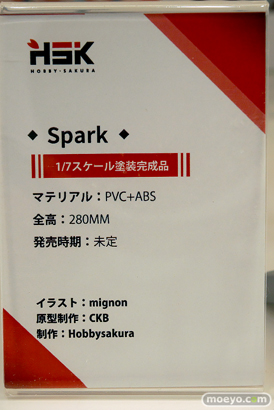 HSK
HOBBY-SAKURA
◆ Spark ◆
1/7スケール塗装完成品
マテリアル：PVC+ABS
全高：280MM
発売時期：未定
イラスト：mignon
原型制作：CKB
制作：Hobbysakura
moeyo.com